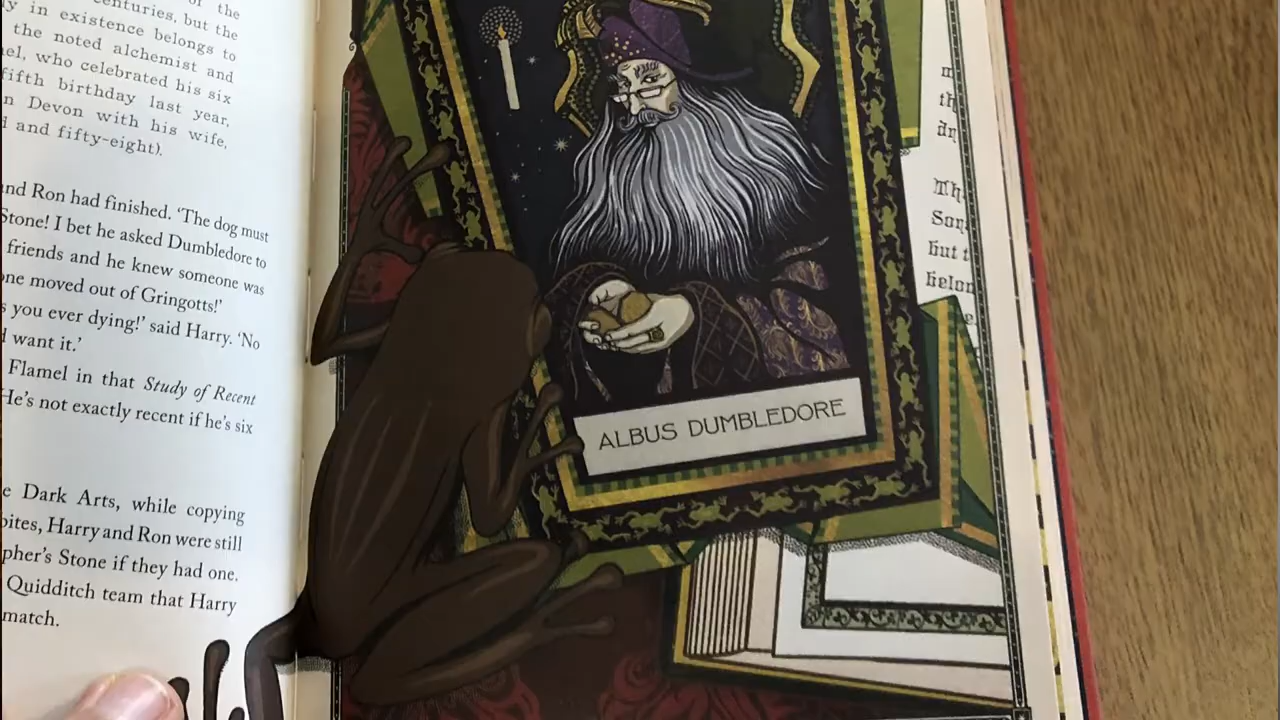 of the
centuries, but the
in existence belongs to
the noted alchemist and
who celebrated his six
fifth birthday last year,
Devon with his wife,
and fifty-eight).
and Ron had finished. ‘The dog must
Stone! I bet he asked Dumbledore to
friends and he knew someone was
moved out of Gringotts!’
you ever dying!’ said Harry. ‘No
want it.’
Flamel in that Study of Recent
He’s not exactly recent if he’s six
Dark Arts, while copying
bites, Harry and Ron were still
Stone if they had one.
Quidditch team that Harry
match.
ALBUS DUMBLEDORE
but